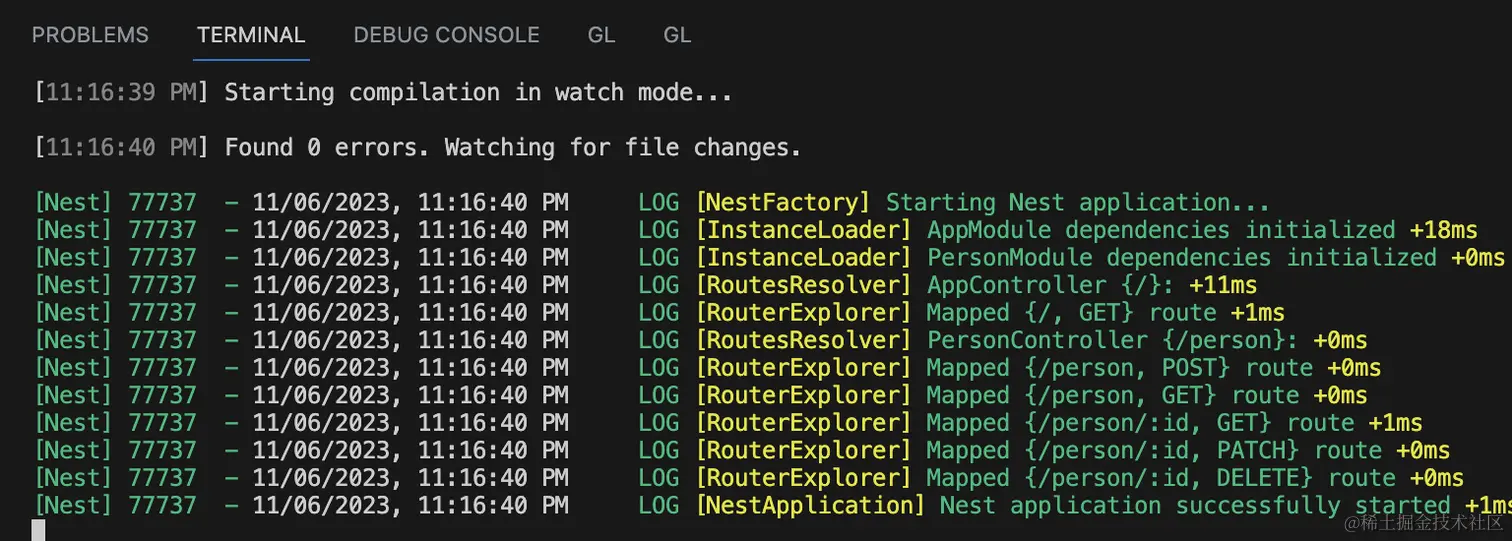 PROBLEMS TERMINAL DEBUG CONSOLE GL GL
[11:16:39 PM] Starting compilation in watch mode...
[11:16:40 PM] Found 0 errors. Watching for file changes.
[Nest] 77737  - 11/06/2023, 11:16:40 PM     LOG [NestFactory] Starting Nest application...
[Nest] 77737  - 11/06/2023, 11:16:40 PM     LOG [InstanceLoader] AppModule dependencies initialized +18ms
[Nest] 77737  - 11/06/2023, 11:16:40 PM     LOG [InstanceLoader] PersonModule dependencies initialized +0ms
[Nest] 77737  - 11/06/2023, 11:16:40 PM     LOG [RoutesResolver] AppController {/}: +11ms
[Nest] 77737  - 11/06/2023, 11:16:40 PM     LOG [RouterExplorer] Mapped {/, GET} route +1ms
[Nest] 77737  - 11/06/2023, 11:16:40 PM     LOG [RoutesResolver] PersonController {/person}: +0ms
[Nest] 77737  - 11/06/2023, 11:16:40 PM     LOG [RouterExplorer] Mapped {/person, POST} route +0ms
[Nest] 77737  - 11/06/2023, 11:16:40 PM     LOG [RouterExplorer] Mapped {/person, GET} route +0ms
[Nest] 77737  - 11/06/2023, 11:16:40 PM     LOG [RouterExplorer] Mapped {/person/:id, GET} route +1ms
[Nest] 77737  - 11/06/2023, 11:16:40 PM     LOG [RouterExplorer] Mapped {/person/:id, PATCH} route +0ms
[Nest] 77737  - 11/06/2023, 11:16:40 PM     LOG [RouterExplorer] Mapped {/person/:id, DELETE} route +0ms
[Nest] 77737  - 11/06/2023, 11:16:40 PM     LOG [NestApplication] Nest application successfully started +1ms
@稀土掘金技术社区